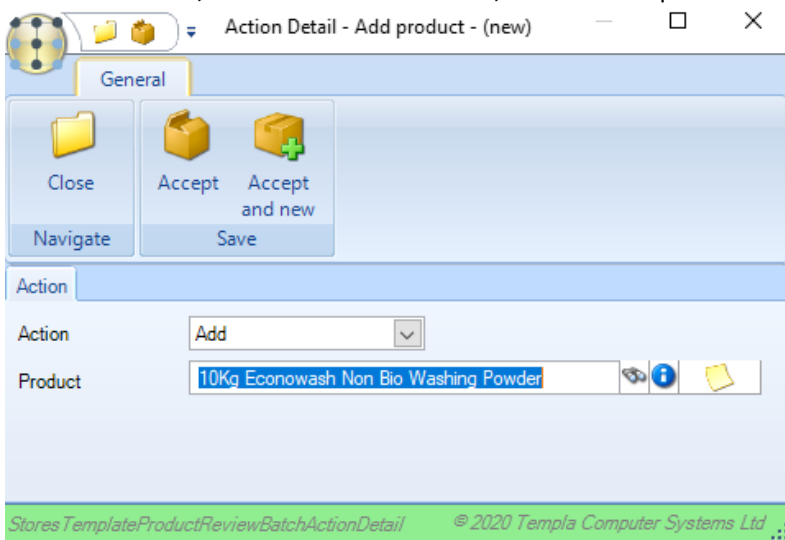 Action Detail - Add product - (new)
General
Close
Accept
Accept and new
Navigate
Save
Action
Action
Add
Product
10Kg Econowash Non Bio Washing Powder
StoresTemplateProductReviewBatchActionDetail
© 2020 Templa Computer Systems Ltd